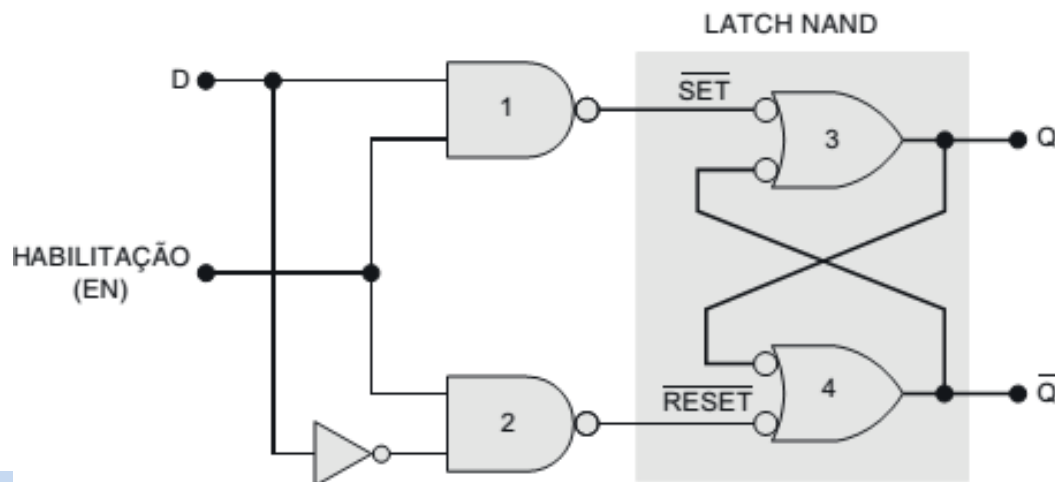 LATCH NAND
D
1
SET
3
Q
HABILITAÇÃO
(EN)
2
RESET
4
Q